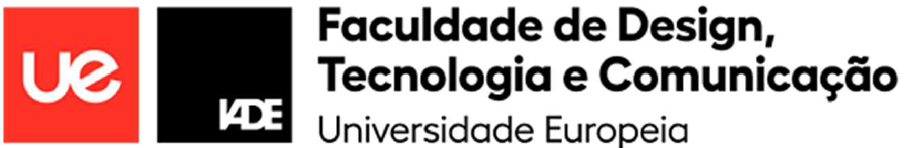 ue
IADE
Faculdade de Design,
Tecnologia e Comunicação
Universidade Europeia